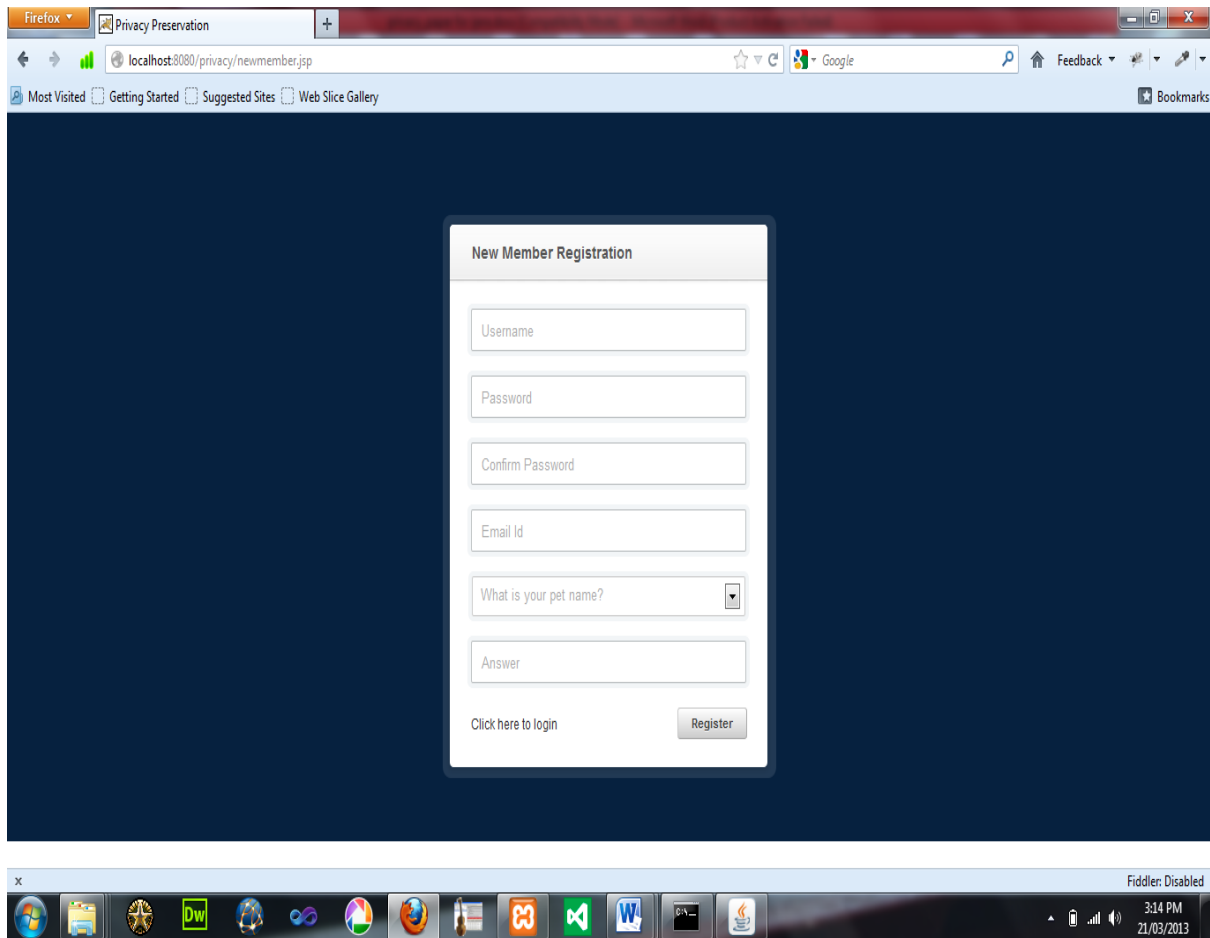 Firefox
Privacy Preservation
localhost:8080/privacy/newmember.jsp
Google
Feedback
Most Visited Getting Started Suggested Sites Web Slice Gallery
Bookmarks
New Member Registration
Username
Password
Confirm Password
Email Id
What is your pet name?
Answer
Click here to login
Register
x
Fiddler: Disabled
Dw
W
C:\_
3:14 PM
21/03/2013